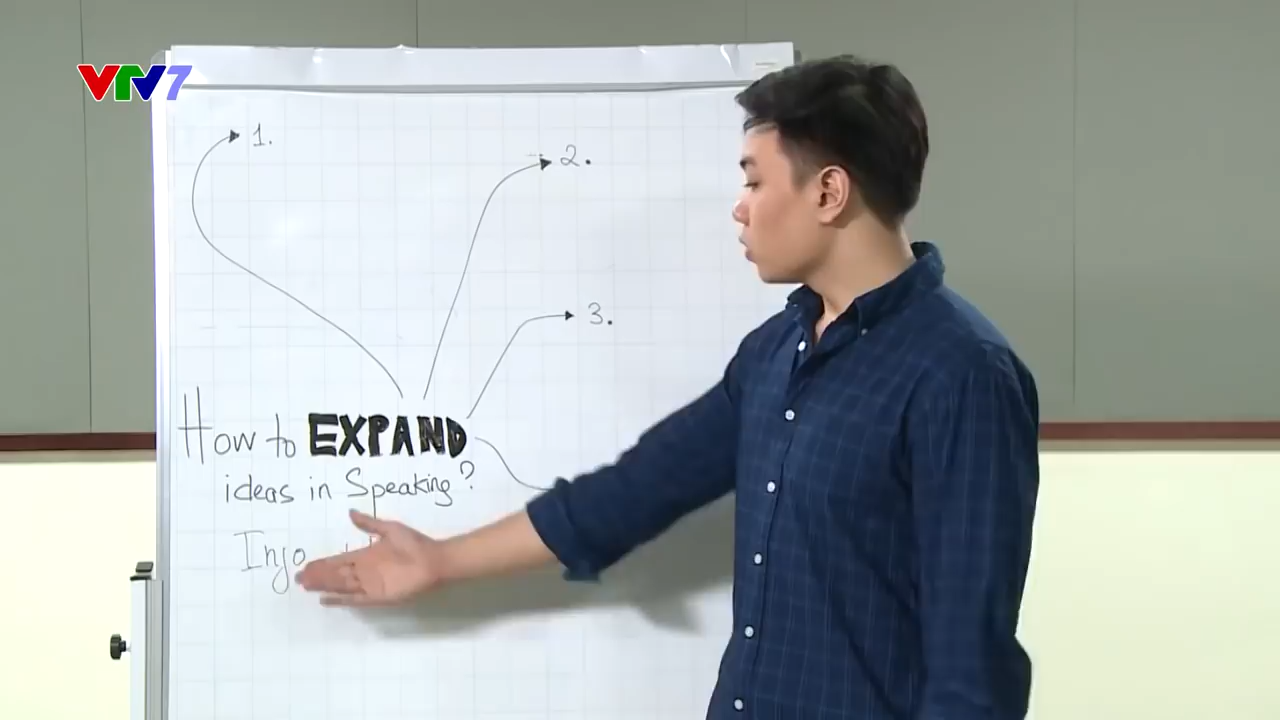 VTV7
1.
2.
3.
How to EXPAND
ideas in Speaking?